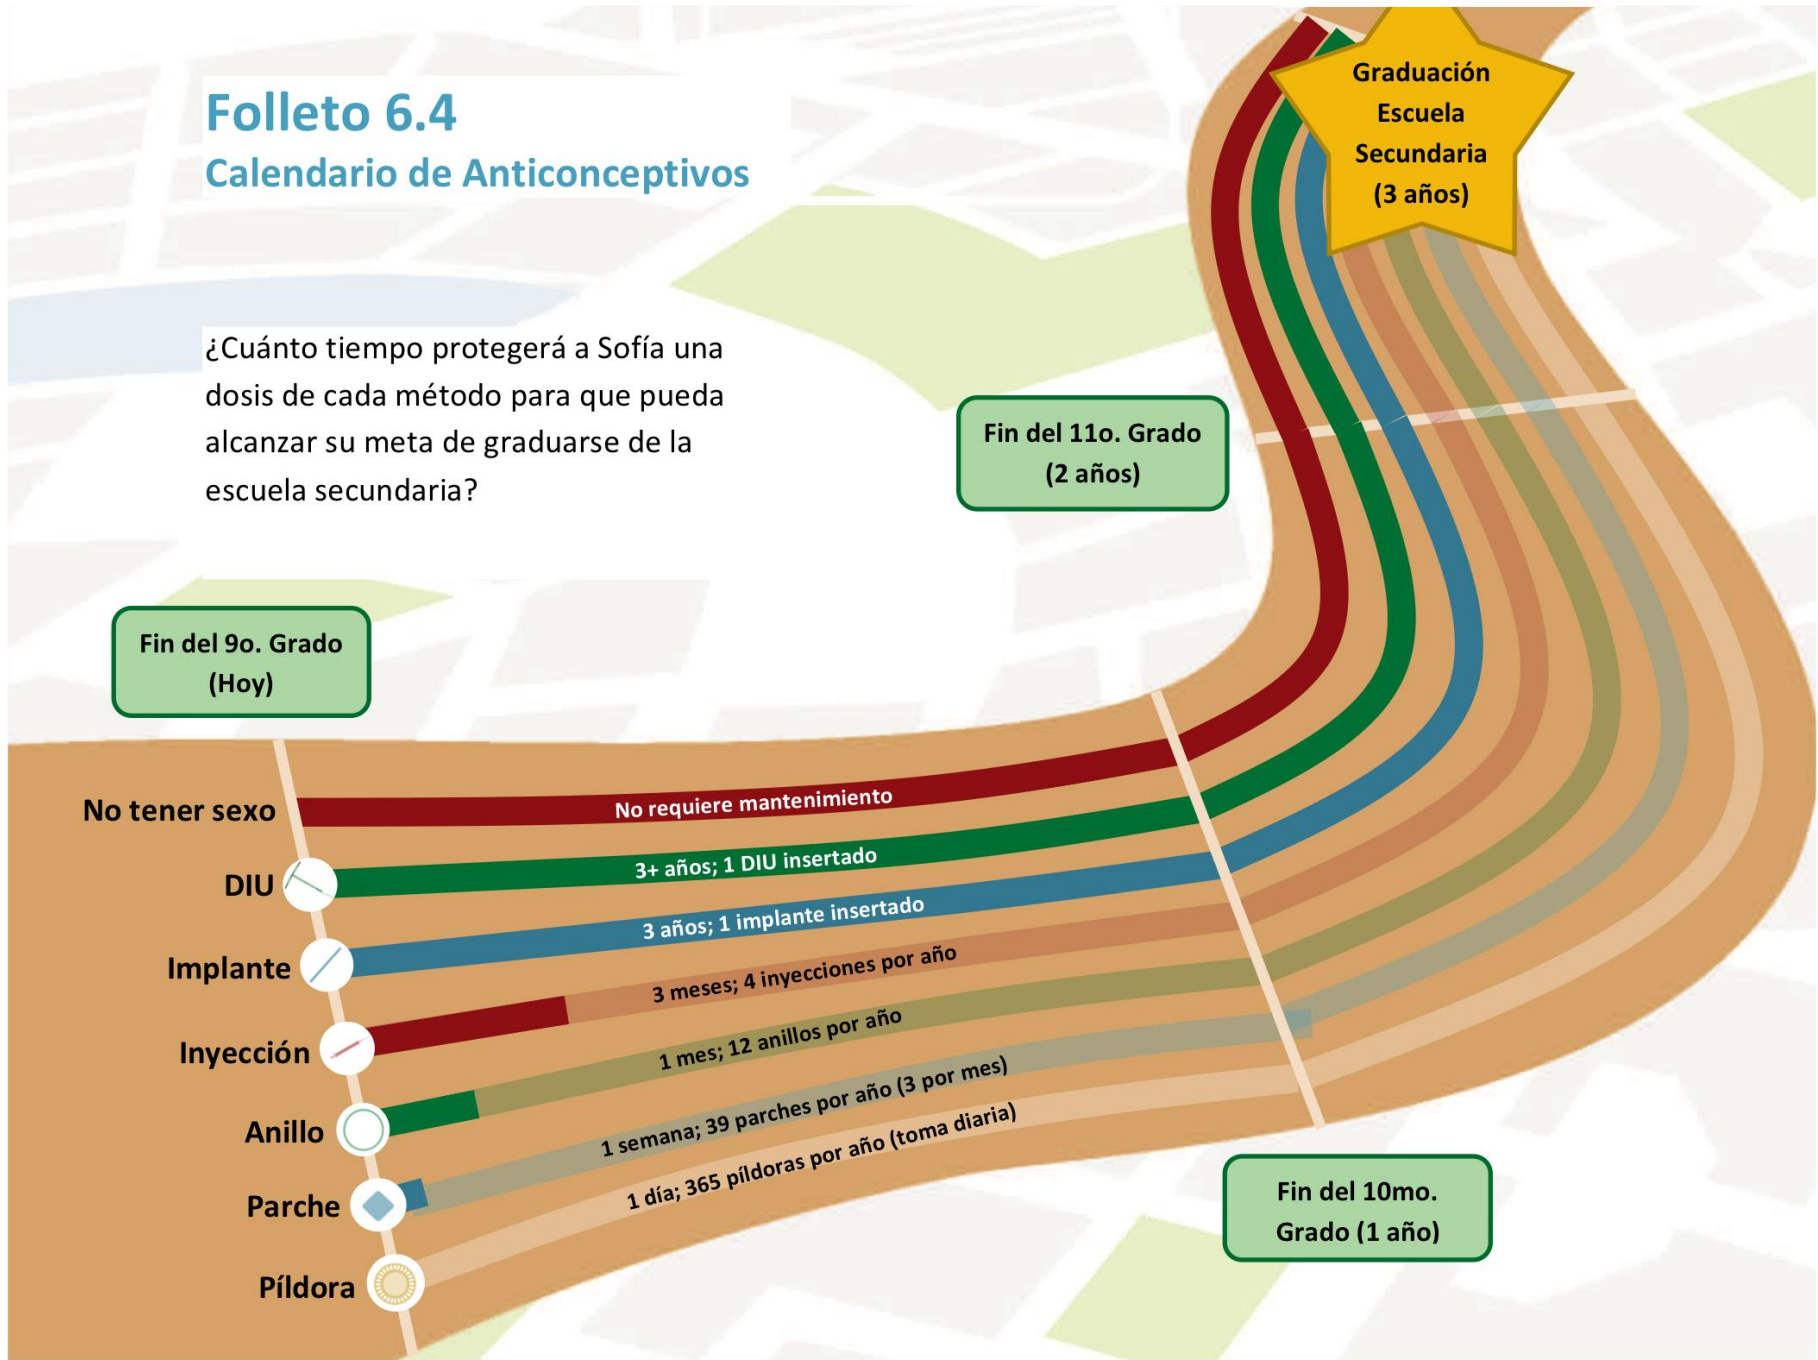 Folleto 6.4
Calendario de Anticonceptivos
¿Cuánto tiempo protegerá a Sofía una
dosis de cada método para que pueda
alcanzar su meta de graduarse de la
escuela secundaria?
Graduación
Escuela
Secundaria
(3 años)
Fin del 11o. Grado
(2 años)
Fin del 9o. Grado
(Hoy)
No tener sexo
No requiere mantenimiento
DIU
3+ años; 1 DIU insertado
Implante
3 años; 1 implante insertado
Inyección
3 meses; 4 inyecciones por año
Anillo
1 mes; 12 anillos por año
Parche
1 semana; 39 parches por año (3 por mes)
Píldora
1 día; 365 píldoras por año (toma diaria)
Fin del 10mo.
Grado (1 año)